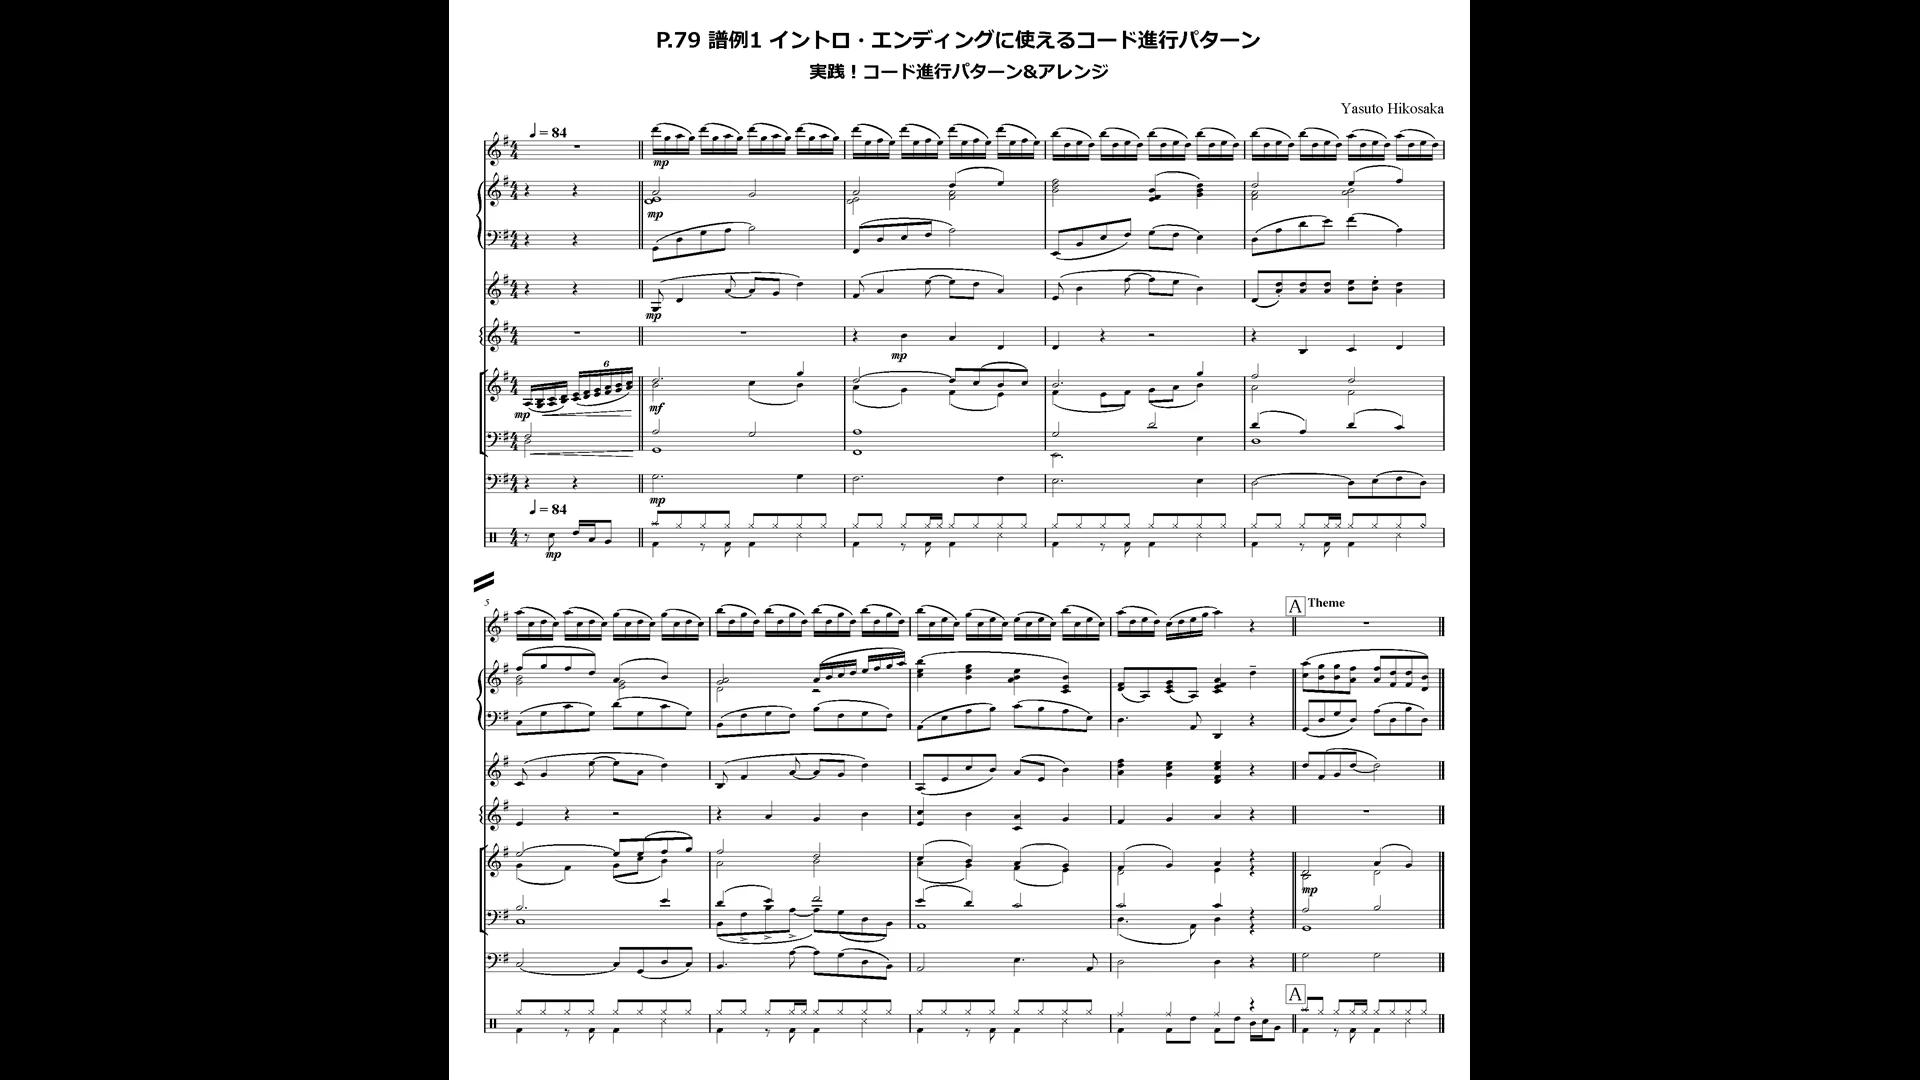 P.79 譜例1 イントロ・エンディングに使えるコード進行パターン
実践！コード進行パターン&アレンジ
Yasuto Hikosaka
♩= 84
mp
mp
mp
mp
6
mp
mf
mp
♩= 84
mp
5
A Theme
mp
A